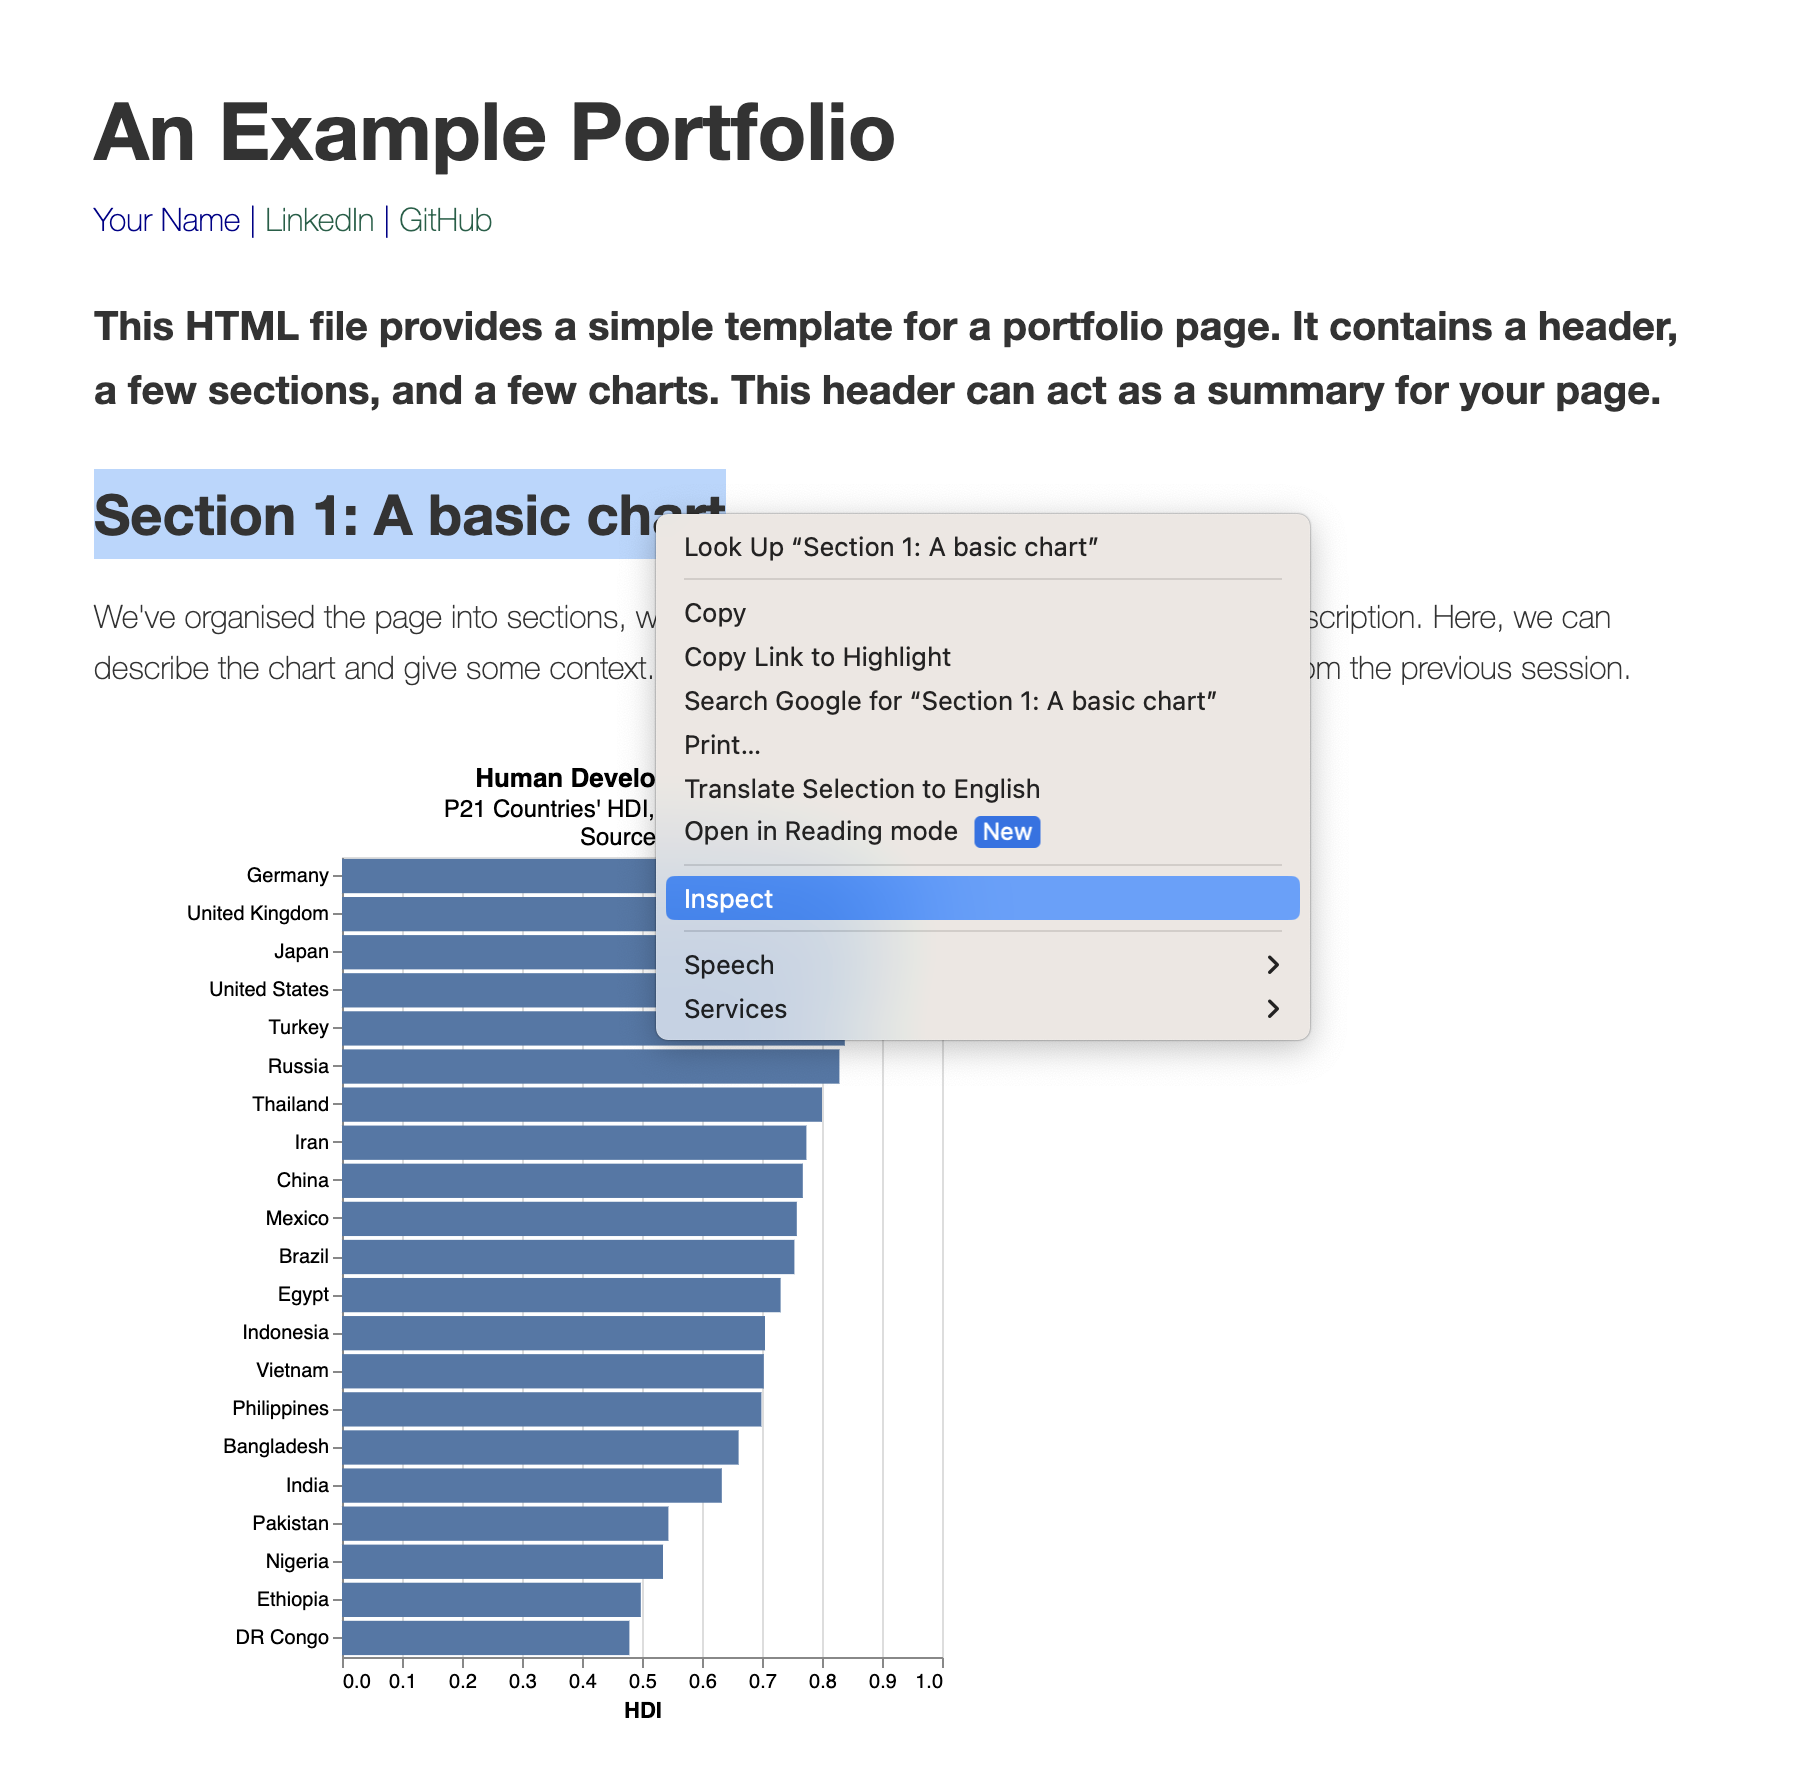 An Example Portfolio
Your Name | LinkedIn | GitHub
This HTML file provides a simple template for a portfolio page. It contains a header,
a few sections, and a few charts. This header can act as a summary for your page.
Section 1: A basic chart
We've organised the page into sections, scription. Here, we can
describe the chart and give some context. the previous session.
Look Up “Section 1: A basic chart”
Copy
Copy Link to Highlight
Search Google for “Section 1: A basic chart”
Print...
Translate Selection to English
Open in Reading mode New
Inspect
Speech
Services
Human Develo
P21 Countries' HDI,
Source
Germany
United Kingdom
Japan
United States
Turkey
Russia
Thailand
Iran
China
Mexico
Brazil
Egypt
Indonesia
Vietnam
Philippines
Bangladesh
India
Pakistan
Nigeria
Ethiopia
DR Congo
0.0 0.1 0.2 0.3 0.4 0.5 0.6 0.7 0.8 0.9 1.0
HDI